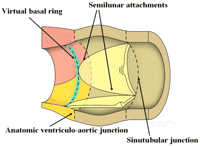 Semilunar attachments
Virtual basal ring
Anatomic ventriculo-aortic junction
Sinutubular junction